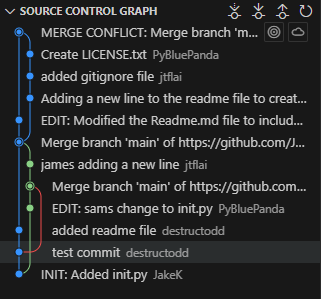 SOURCE CONTROL GRAPH
MERGE CONFLICT: Merge branch 'm...
Create LICENSE.txt PyBluePanda
added gitignore file jtflai
Adding a new line to the readme file to creat...
EDIT: Modified the Readme.md file to includ...
Merge branch 'main' of https://github.com/J...
james adding a new line jtflai
Merge branch 'main' of https://github.com...
EDIT: sams change to init.py PyBluePanda
added readme file destructodd
test commit destructodd
INIT: Added init.py JakeK